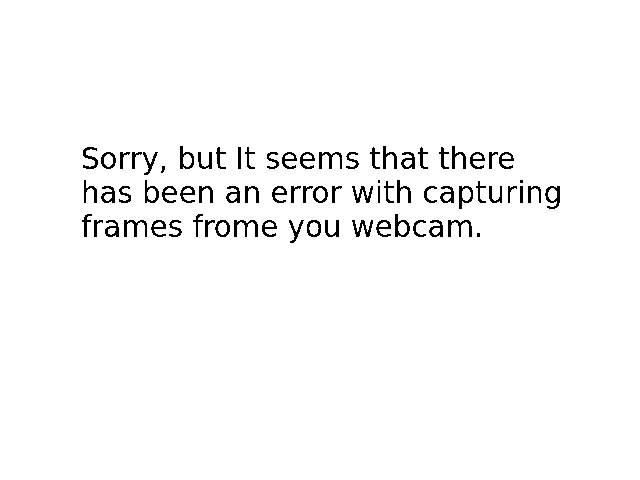 Sorry, but It seems that there
has been an error with capturing
frames frome you webcam.